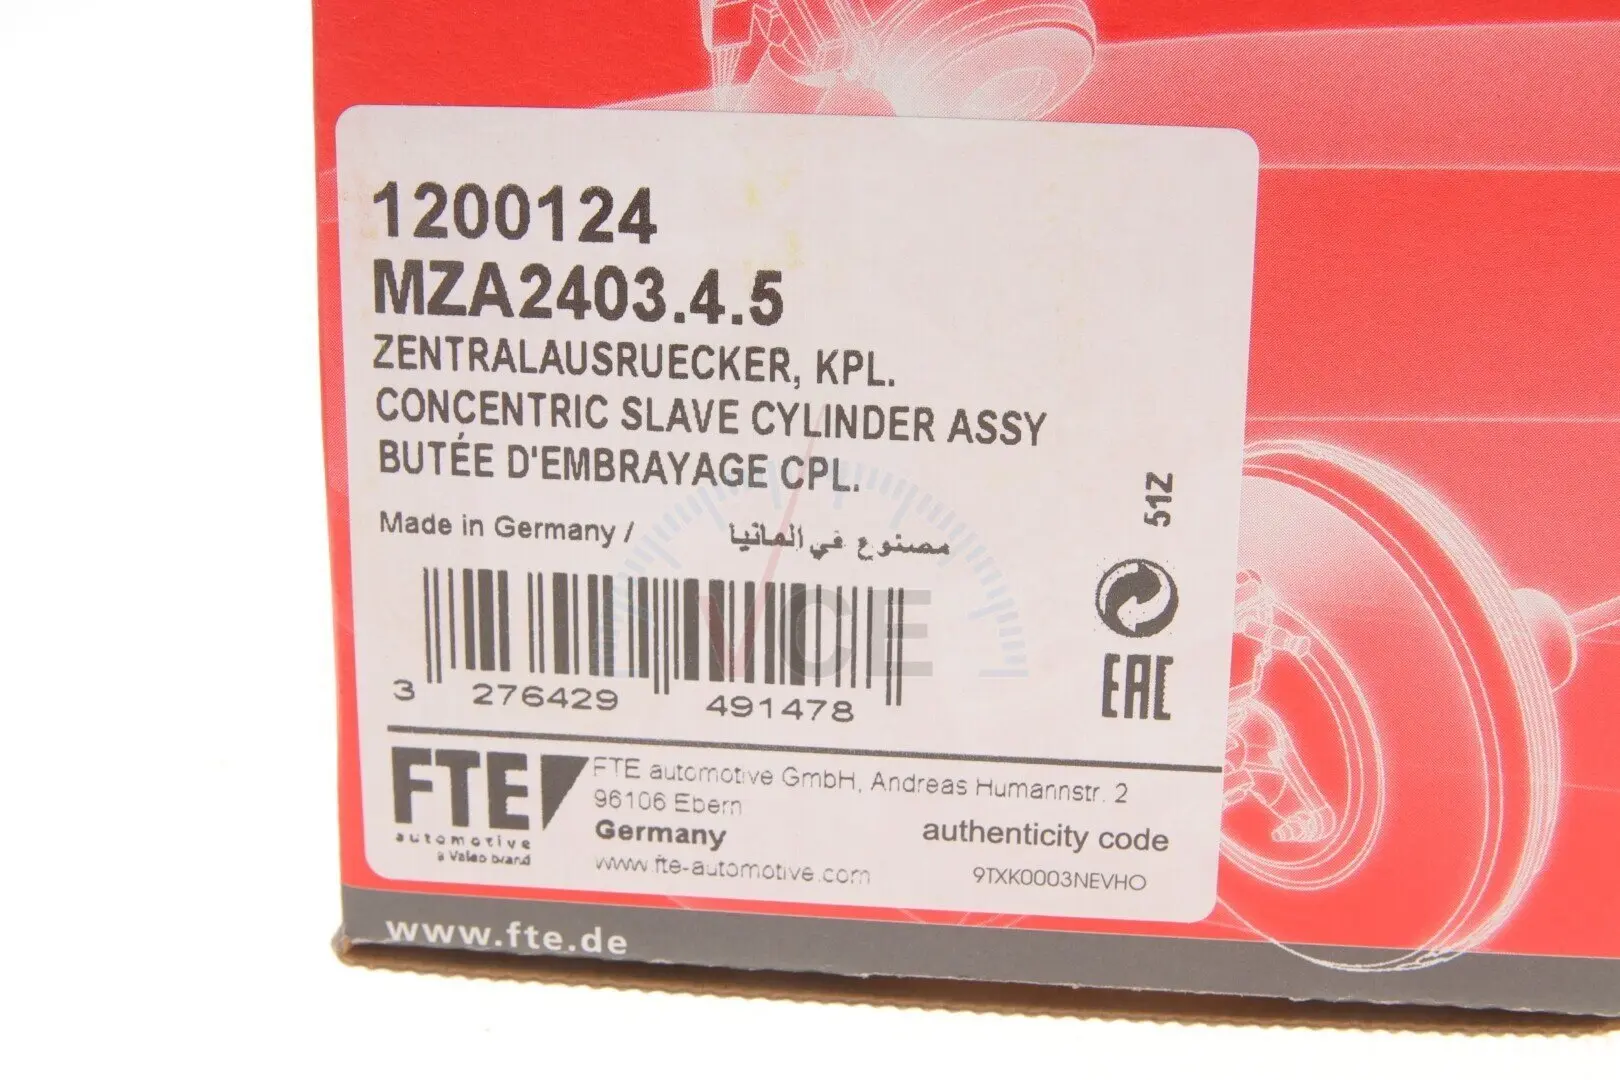 1200124
MZA2403.4.5
ZENTRALAUSRUECKER, KPL.
CONCENTRIC SLAVE CYLINDER ASSY
BUTÉE D'EMBRAYAGE CPL.
Made in Germany / مصنوع في المانيا
51Z
VCE
EAC
3 276429 491478
FTE
automotive
a Valeo brand
FTE automotive GmbH, Andreas Humannstr. 2
96106 Ebern
Germany
www.fte-automotive.com
authenticity code
9TXK0003NEVHO
www.fte.de